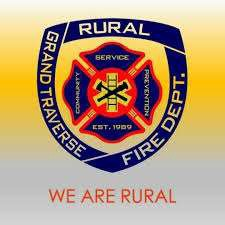 RURAL
GRAND TRAVERSE
FIRE DEPT.
SERVICE
COMMUNITY
PREVENTION
EST. 1989
WE ARE RURAL